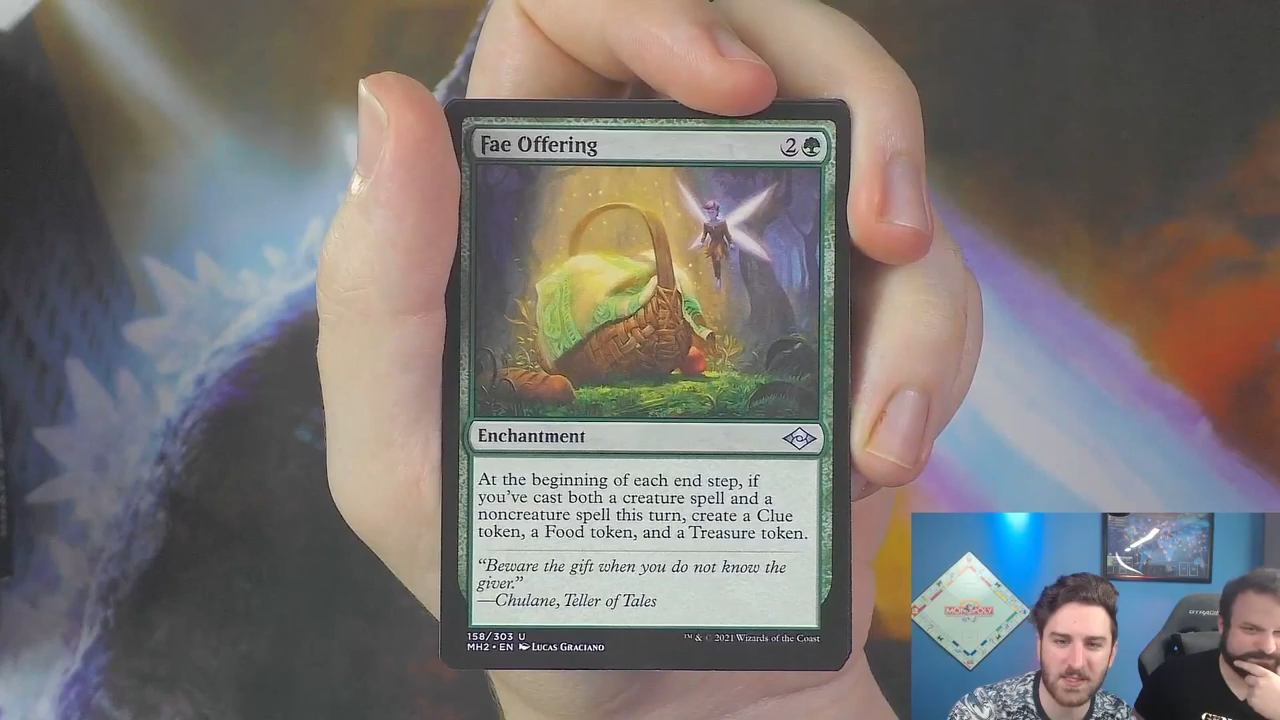 Fae Offering
2
Enchantment
At the beginning of each end step, if
you've cast both a creature spell and a
noncreature spell this turn, create a Clue
token, a Food token, and a Treasure token.
“Beware the gift when you do not know the
giver.”
—Chulane, Teller of Tales
158/303 U
MH2 • EN LUCAS GRACIANO
™ & © 2021 Wizards of the Coast
MONOPOLY
GTRACING